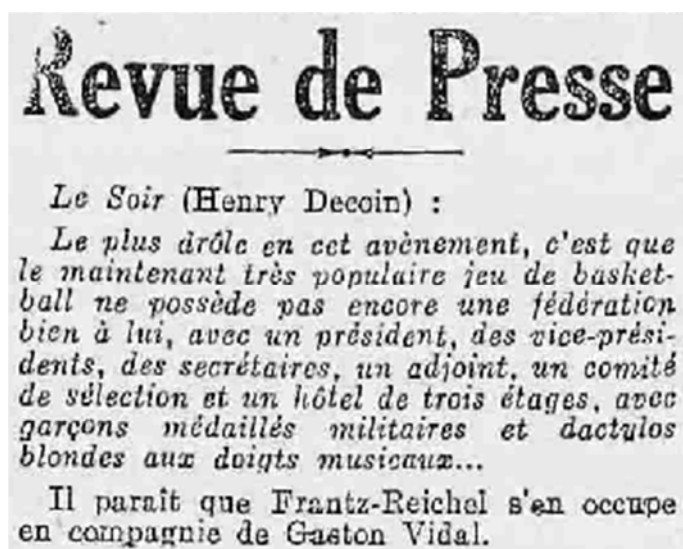 Revue de Presse
Le Soir (Henry Decoin) :
Le plus drôle en cet avènement, c'est que
le maintenant très populaire jeu de basket-
ball ne possède pas encore une fédération
bien à lui, avec un président, des vice-prési-
dents, des secrétaires, un adjoint, un comité
de sélection et un hôtel de trois étages, avec
garçons médaillés militaires et dactylos
blondes aux doigts musicaux...
Il paraît que Frantz-Reichel s'en occupe
en compagnie de Gaston Vidal.